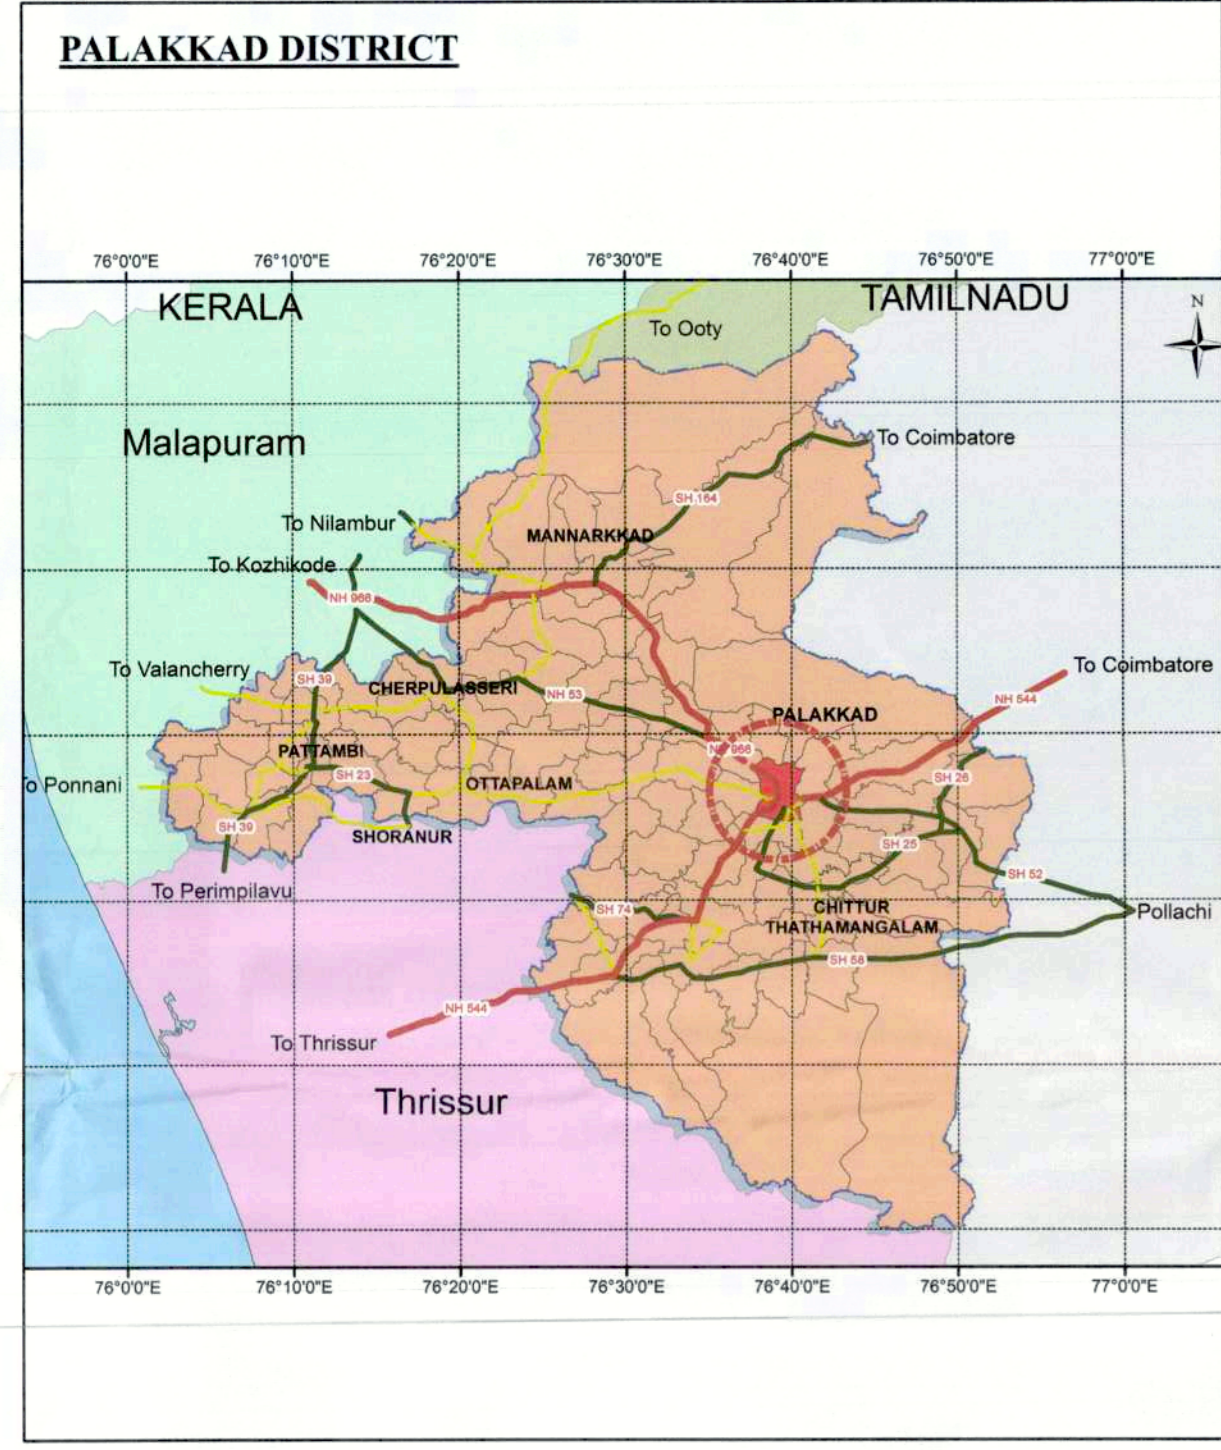 PALAKKAD DISTRICT
76°0'0"E 76°10'0"E 76°20'0"E 76°30'0"E 76°40'0"E 76°50'0"E 77°0'0"E
KERALA
TAMILNADU
N
To Ooty
Malapuram
To Coimbatore
SH 164
To Nilambur
MANNARKKAD
To Kozhikode
NH 966
To Valancherry
SH 39
CHERPULASSERI
NH 53
To Coimbatore
NH 544
PALAKKAD
PATTAMBI
NH 966
SH 23
OTTAPALAM
SH 26
o Ponnani
SH 39
SHORANUR
SH 25
SH 52
To Perimpilavu
SH 74
CHITTUR
THATHAMANGALAM
Pollachi
SH 58
NH 544
To Thrissur
Thrissur
76°0'0"E 76°10'0"E 76°20'0"E 76°30'0"E 76°40'0"E 76°50'0"E 77°0'0"E